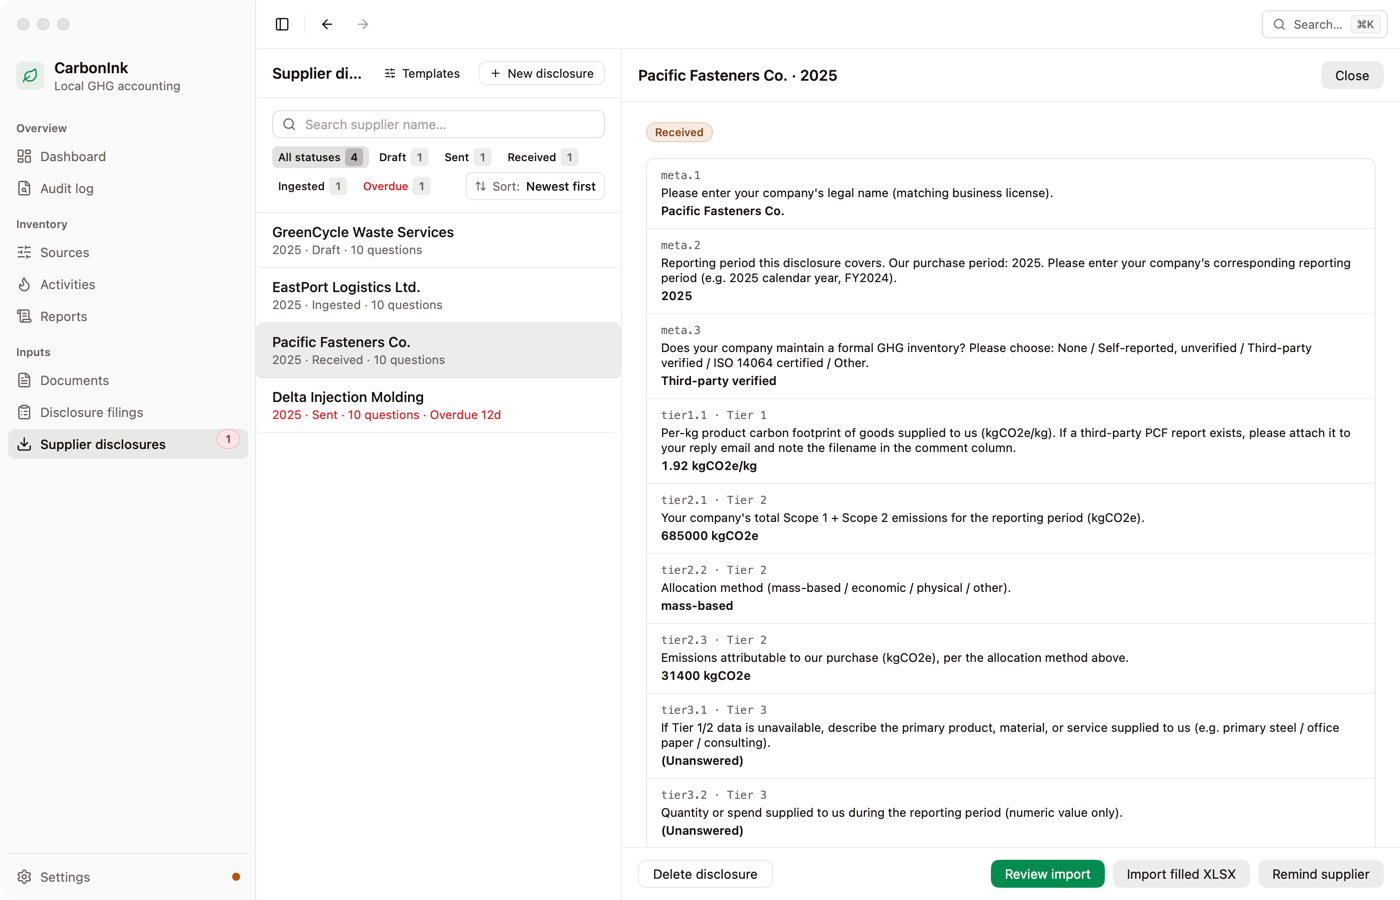 CarbonInk
Local GHG accounting
Overview
Dashboard
Audit log
Inventory
Sources
Activities
Reports
Inputs
Documents
Disclosure filings
Supplier disclosures 1
Settings
Search... ⌘K
Supplier di...
Templates
+ New disclosure
Search supplier name...
All statuses 4 Draft 1 Sent 1 Received 1
Ingested 1 Overdue 1 Sort: Newest first
GreenCycle Waste Services
2025 · Draft · 10 questions
EastPort Logistics Ltd.
2025 · Ingested · 10 questions
Pacific Fasteners Co.
2025 · Received · 10 questions
Delta Injection Molding
2025 · Sent · 10 questions · Overdue 12d
Pacific Fasteners Co. · 2025
Close
Received
meta.1
Please enter your company's legal name (matching business license).
Pacific Fasteners Co.
meta.2
Reporting period this disclosure covers. Our purchase period: 2025. Please enter your company's corresponding reporting
period (e.g. 2025 calendar year, FY2024).
2025
meta.3
Does your company maintain a formal GHG inventory? Please choose: None / Self-reported, unverified / Third-party
verified / ISO 14064 certified / Other.
Third-party verified
tier1.1 · Tier 1
Per-kg product carbon footprint of goods supplied to us (kgCO2e/kg). If a third-party PCF report exists, please attach it to
your reply email and note the filename in the comment column.
1.92 kgCO2e/kg
tier2.1 · Tier 2
Your company's total Scope 1 + Scope 2 emissions for the reporting period (kgCO2e).
685000 kgCO2e
tier2.2 · Tier 2
Allocation method (mass-based / economic / physical / other).
mass-based
tier2.3 · Tier 2
Emissions attributable to our purchase (kgCO2e), per the allocation method above.
31400 kgCO2e
tier3.1 · Tier 3
If Tier 1/2 data is unavailable, describe the primary product, material, or service supplied to us (e.g. primary steel / office
paper / consulting).
(Unanswered)
tier3.2 · Tier 3
Quantity or spend supplied to us during the reporting period (numeric value only).
(Unanswered)
Delete disclosure
Review import
Import filled XLSX
Remind supplier